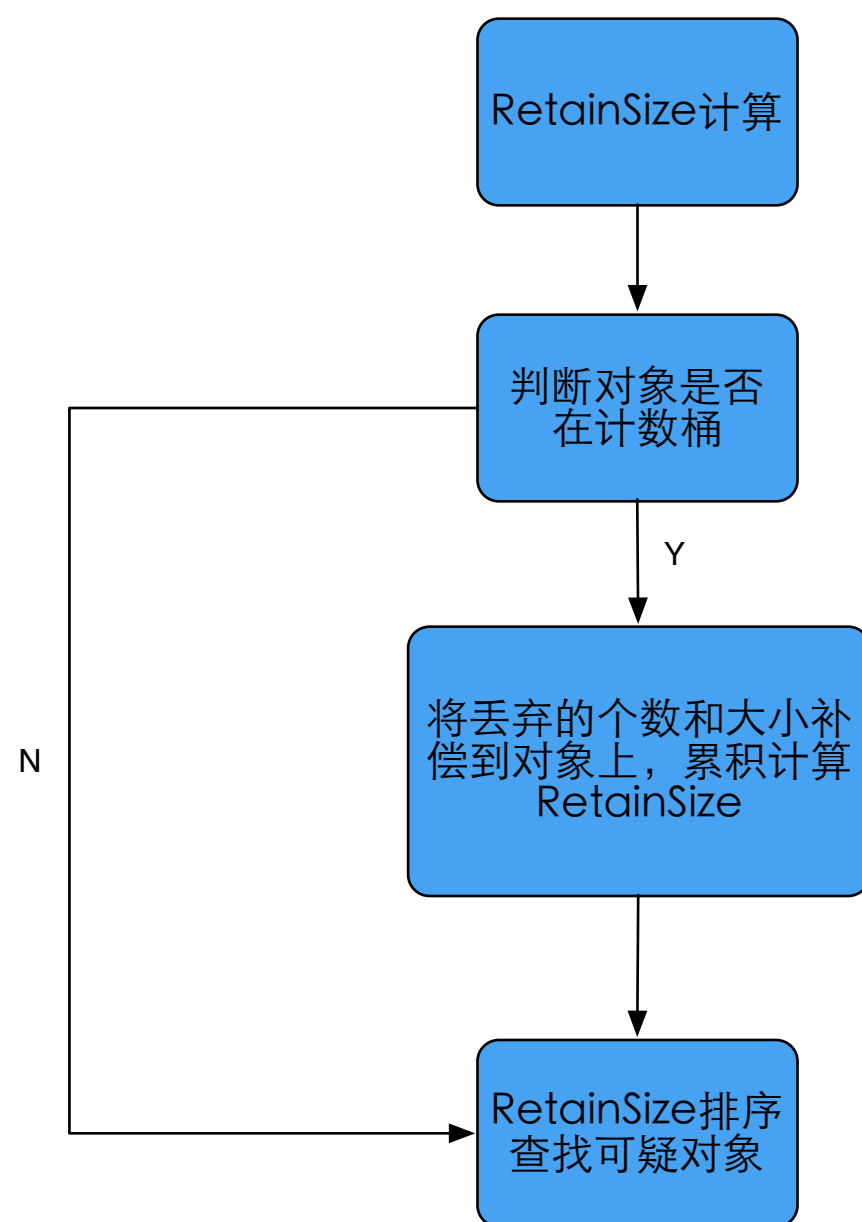 RetainSize计算
判断对象是否
在计数桶
Y
将丢弃的个数和大小补
偿到对象上，累积计算
RetainSize
N
RetainSize排序
查找可疑对象